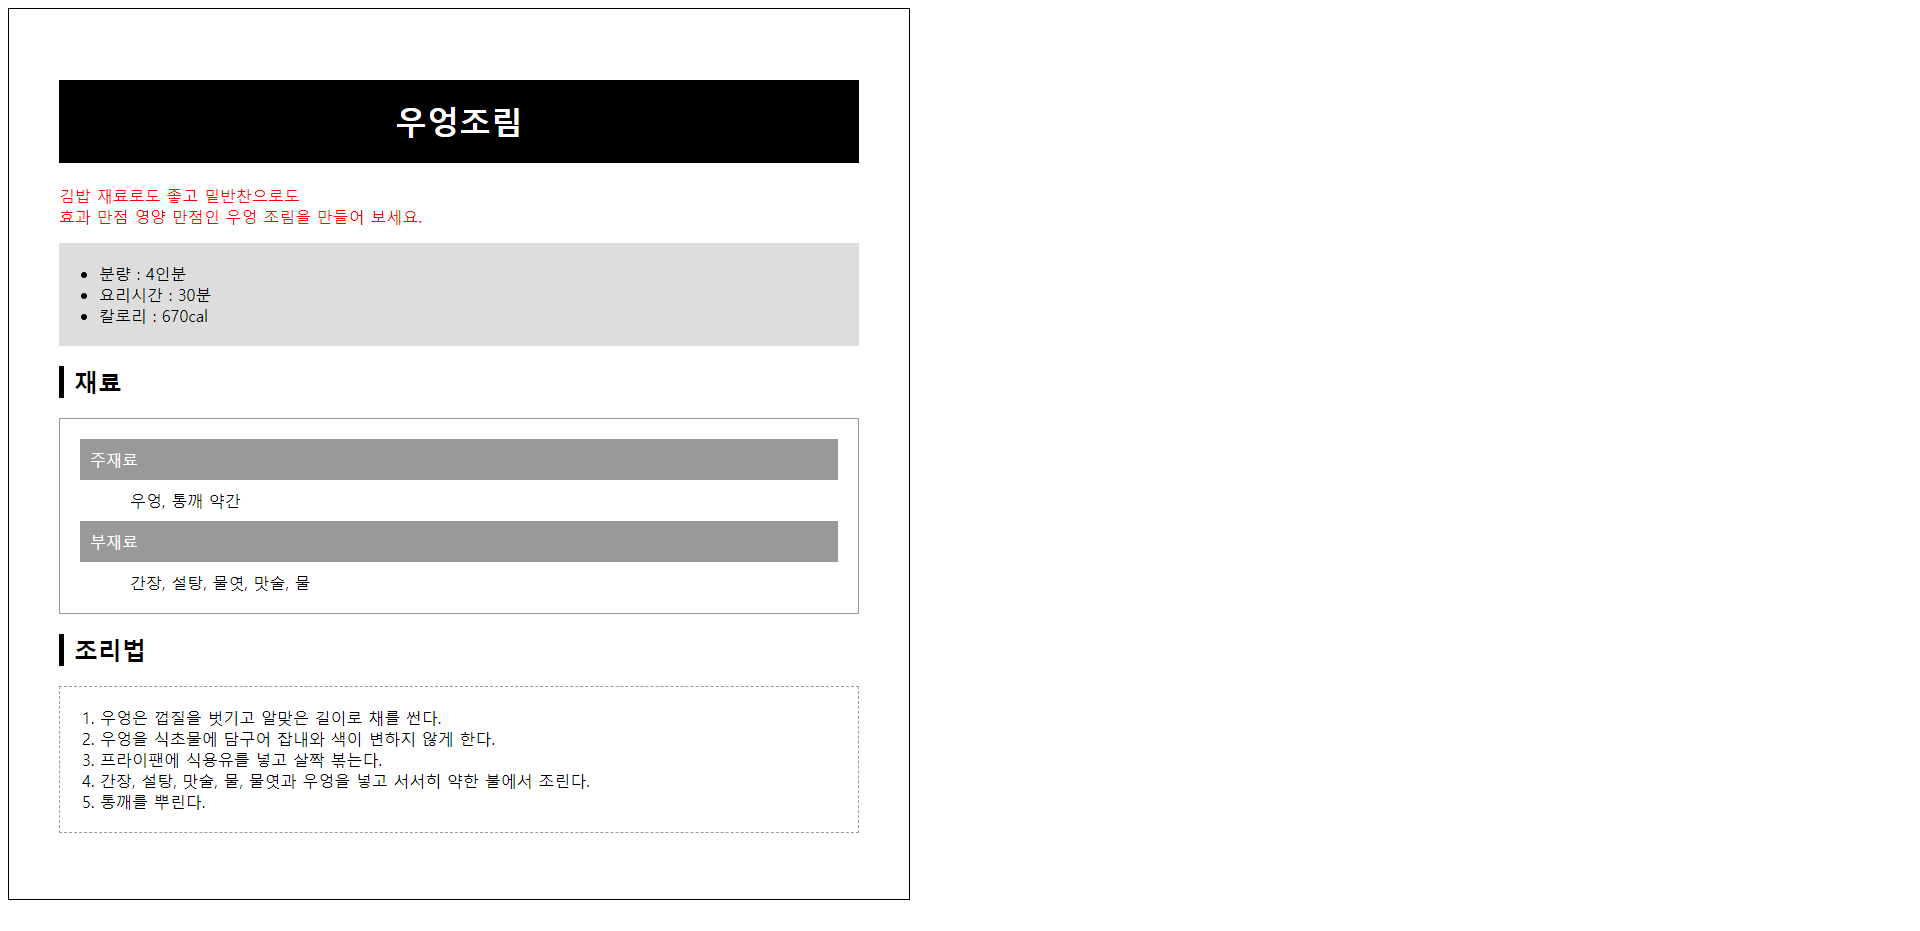 우엉조림
김밥 재료로도 좋고 밑반찬으로도
효과 만점 영양 만점인 우엉 조림을 만들어 보세요.
• 분량 : 4인분
• 요리시간 : 30분
• 칼로리 : 670cal
재료
주재료
우엉, 통깨 약간
부재료
간장, 설탕, 물엿, 맛술, 물
조리법
1. 우엉은 껍질을 벗기고 알맞은 길이로 채를 썬다.
2. 우엉을 식초물에 담구어 잡내와 색이 변하지 않게 한다.
3. 프라이팬에 식용유를 넣고 살짝 볶는다.
4. 간장, 설탕, 맛술, 물, 물엿과 우엉을 넣고 서서히 약한 불에서 조린다.
5. 통깨를 뿌린다.